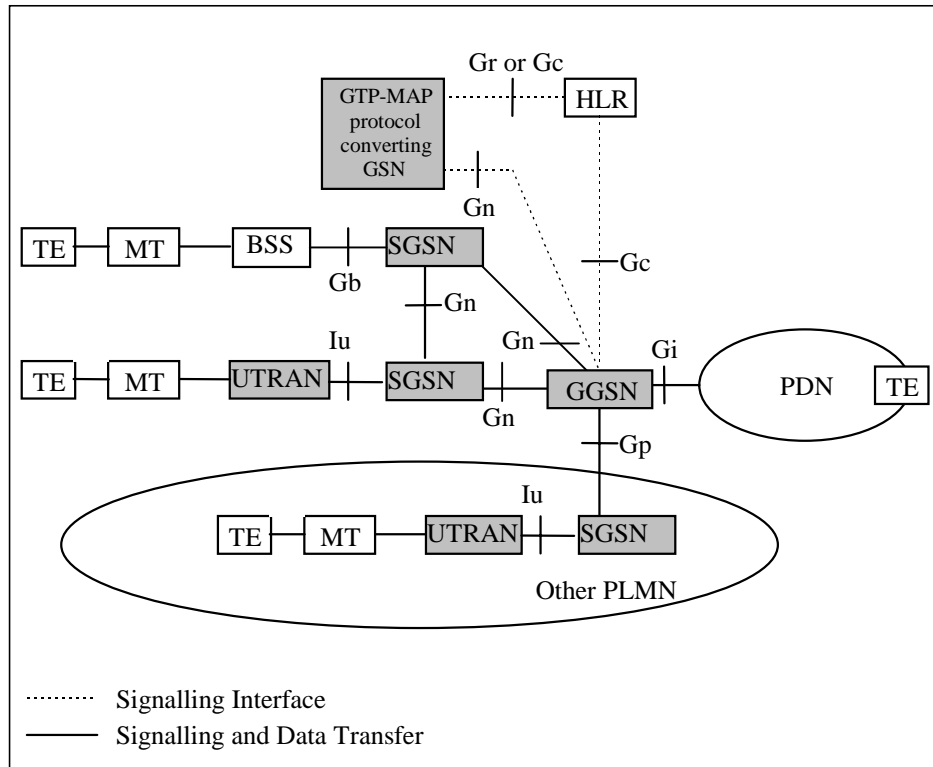 Gr or Gc
GTP-MAP
protocol
converting
GSN
HLR
Gn
TE
MT
BSS
SGSN
Gb
Gc
Gn
Gn
TE
MT
UTRAN
Iu
SGSN
Gn
GGSN
Gi
PDN
TE
Gp
TE
MT
UTRAN
Iu
SGSN
Other PLMN
Signalling Interface
Signalling and Data Transfer